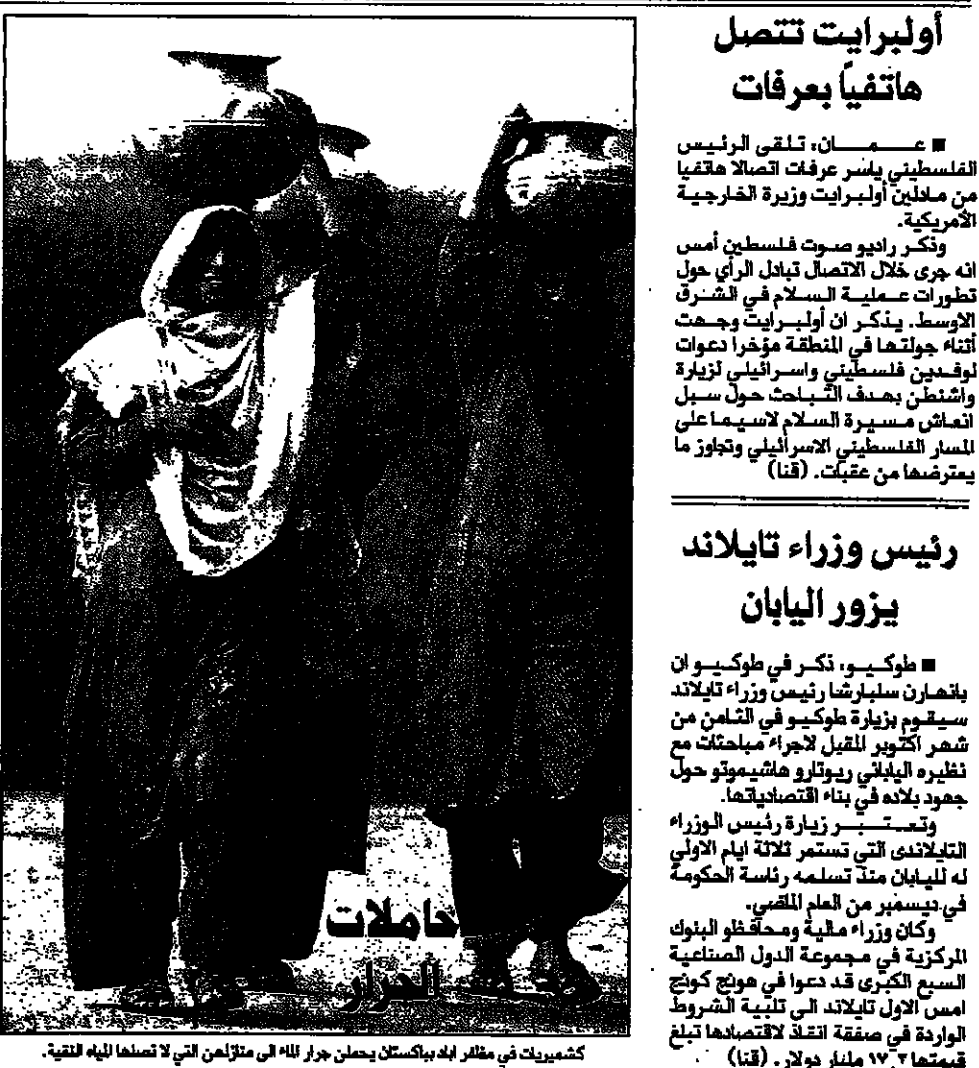 أولبرايت تتصل
هاتفياً بعرفات
■ عـــمـــان: تلقى الرئيس
الفلسطيني ياسر عرفات اتصالا هاتفيا
من مادلين أولبرايت وزيرة الخارجية
الأمريكية.
وذكر راديو صوت فلسطين أمس
انه جرى خلال الاتصال تبادل الرأي حول
تطورات عملية السلام في الشرق
الاوسط. يذكر ان أولبرايت وجهت
أثناء جولتها في المنطقة مؤخرا دعوات
لوفدين فلسطيني واسرائيلي لزيارة
واشنطن بهدف التباحث حول سبل
انعاش مسيرة السلام لاسيما على
المسار الفلسطيني الاسرائيلي وتجاوز ما
يعترضها من عقبات. (قنا)
رئيس وزراء تايلاند
يزور اليابان
■ طوكيو: ذكر في طوكيو ان
بانهارن سلبارشا رئيس وزراء تايلاند
سيقوم بزيارة طوكيو في الثامن من
شهر اكتوبر المقبل لاجراء مباحثات مع
نظيره الياباني ريوتارو هاشيموتو حول
جهود بلاده في بناء اقتصادياتها.
وتعـــتـــبـــر زيارة رئيس الوزراء
التايلاندى التي تستمر ثلاثة ايام الاولي
له لليابان منذ تسلمه رئاسة الحكومة
في ديسمبر من العام الماضي.
وكان وزراء مالية ومحافظو البنوك
المركزية في مجموعة الدول الصناعية
السبع الكبرى قد دعوا في هونج كونج
امس الاول تايلاند الى تلبية الشروط
الواردة في صفقة انقاذ لاقتصادها تبلغ
قيمتها ١٧,٢ مليار دولار. (قنا)
حاملات
الجرار
كشميريات في مظفر اباد بباكستان يحملن جرار الماء الى منازلهن التي لا تصلها المياه النقية.